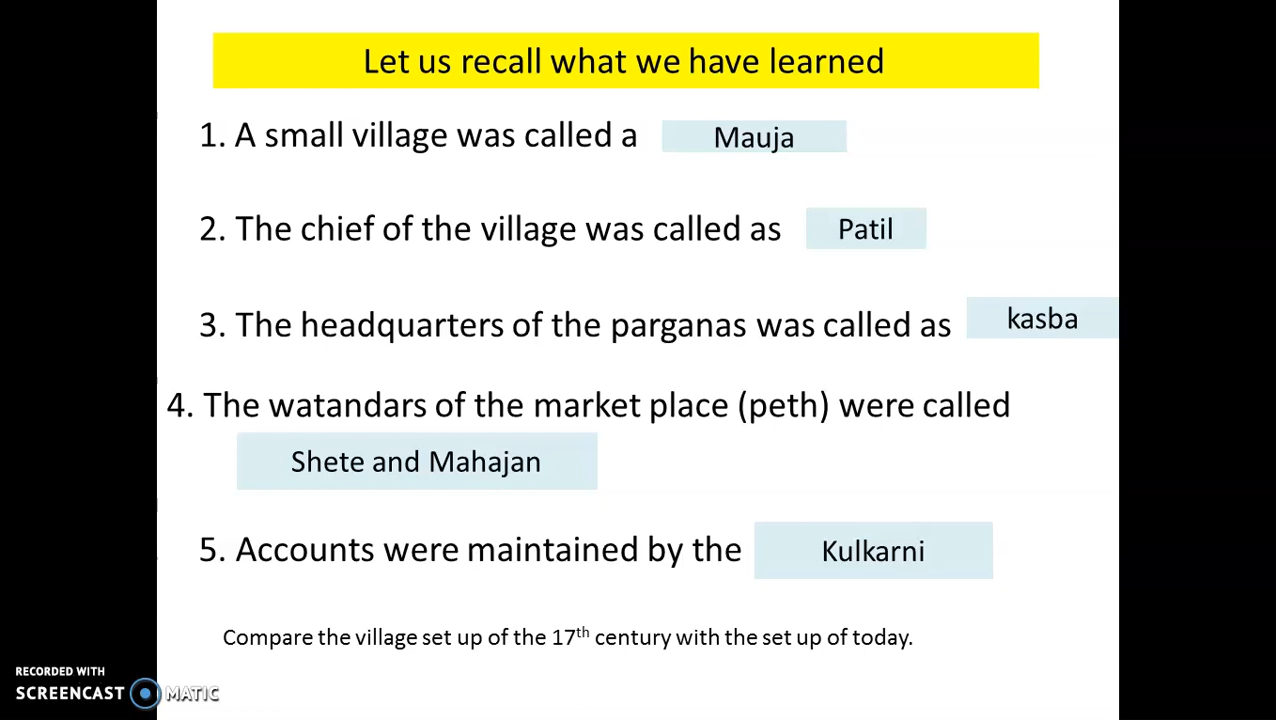 Let us recall what we have learned
1. A small village was called a Mauja
2. The chief of the village was called as Patil
3. The headquarters of the parganas was called as kasba
4. The watandars of the market place (peth) were called
Shete and Mahajan
5. Accounts were maintained by the Kulkarni
Compare the village set up of the 17th century with the set up of today.
RECORDED WITH
SCREENCAST MATIC